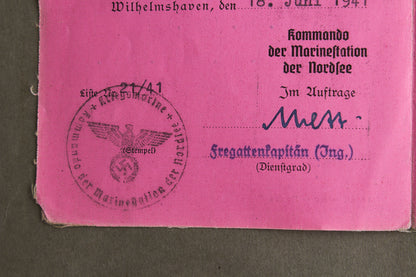 Wilhelmshaven, den 18. Juni 1941
Kommando
der Marinestation
der Nordsee
Liste Nr. 21/41
Im Auftrage
(Stempel)
Fregattenkapitän (Ing.)
(Dienstgrad)
Kommando der Marinestation der Nordsee + Kriegsmarine +